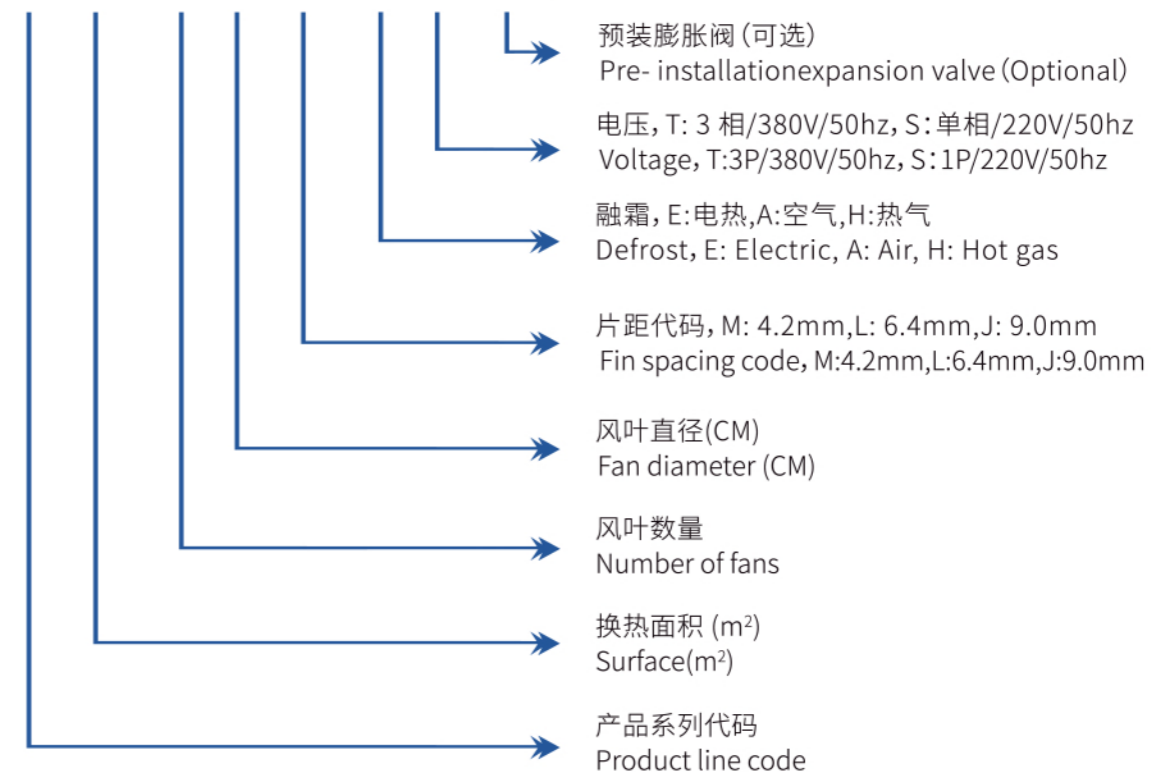 预装膨胀阀（可选）
Pre- installationexpansion valve（Optional）
电压，T: 3 相/380V/50hz，S：单相/220V/50hz
Voltage，T:3P/380V/50hz，S：1P/220V/50hz
融霜，E:电热,A:空气,H:热气
Defrost，E: Electric, A: Air, H: Hot gas
片距代码，M: 4.2mm,L: 6.4mm,J: 9.0mm
Fin spacing code，M:4.2mm,L:6.4mm,J:9.0mm
风叶直径(CM)
Fan diameter (CM)
风叶数量
Number of fans
换热面积 (m²)
Surface(m²)
产品系列代码
Product line code